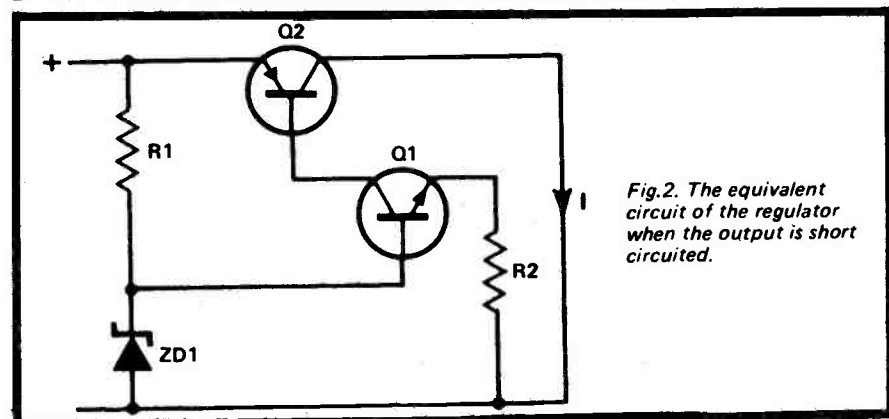 Q2
+
R1
Q1
I
R2
ZD1
Fig.2. The equivalent
circuit of the regulator
when the output is short
circuited.